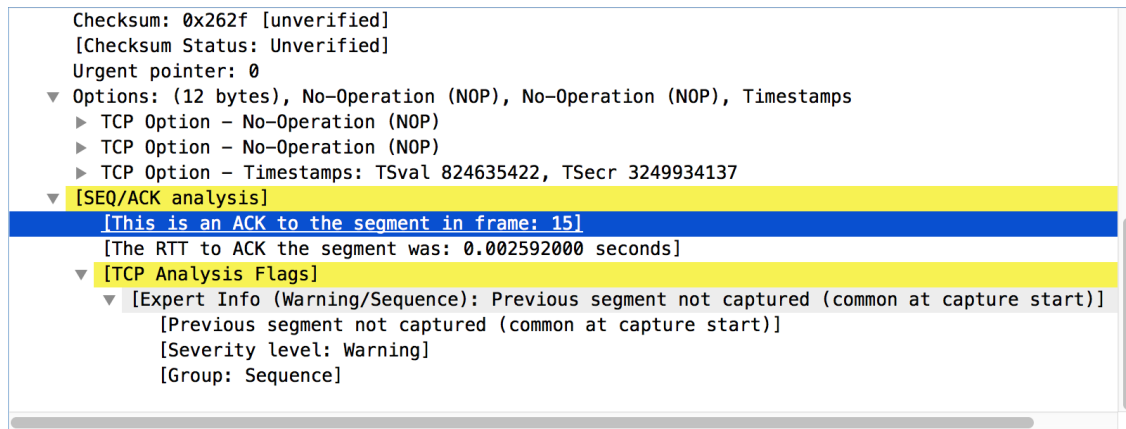 Checksum: 0x262f [unverified]
[Checksum Status: Unverified]
Urgent pointer: 0
Options: (12 bytes), No-Operation (NOP), No-Operation (NOP), Timestamps
TCP Option – No-Operation (NOP)
TCP Option – No-Operation (NOP)
TCP Option – Timestamps: TSval 824635422, TSecr 3249934137
[SEQ/ACK analysis]
[This is an ACK to the segment in frame: 15]
[The RTT to ACK the segment was: 0.002592000 seconds]
[TCP Analysis Flags]
[Expert Info (Warning/Sequence): Previous segment not captured (common at capture start)]
[Previous segment not captured (common at capture start)]
[Severity level: Warning]
[Group: Sequence]